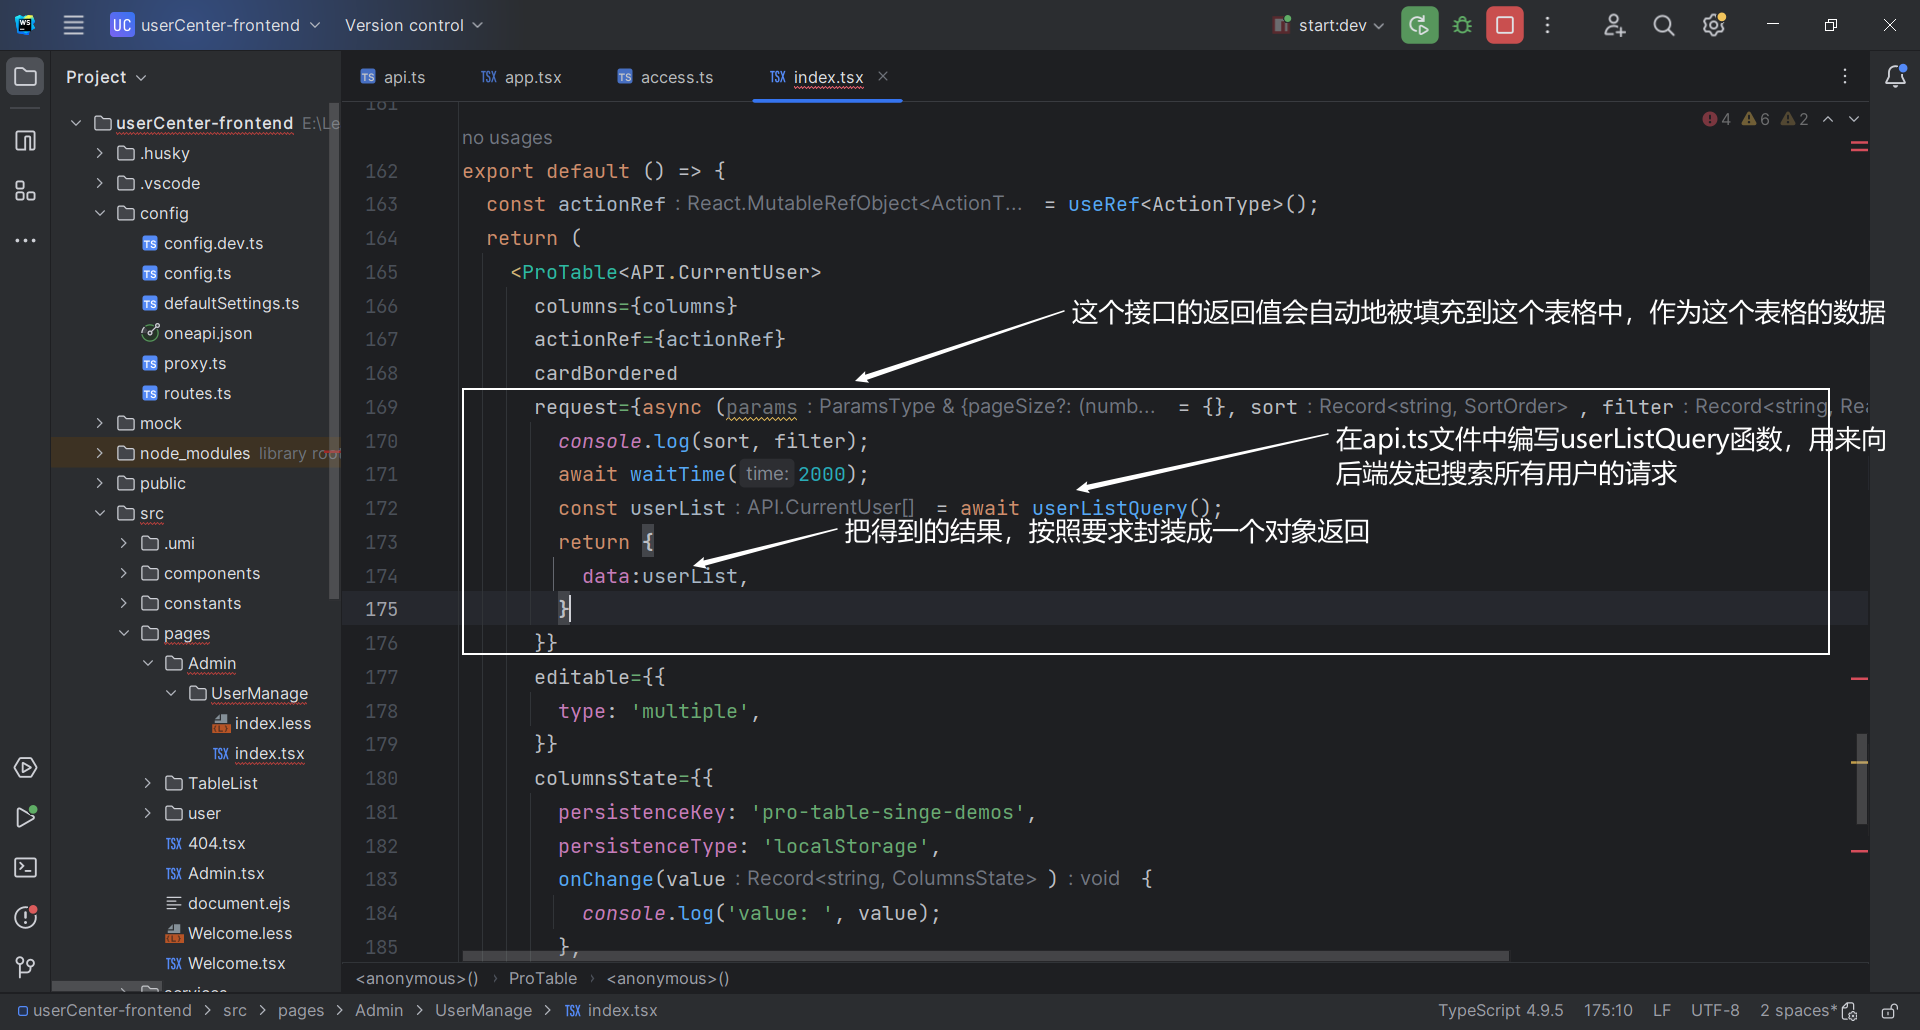 UC userCenter-frontend Version control start:dev
Project
api.ts app.tsx access.ts index.tsx
userCenter-frontend E:\Le
.husky
.vscode
config
config.dev.ts
config.ts
defaultSettings.ts
oneapi.json
proxy.ts
routes.ts
mock
node_modules library roo
public
src
.umi
components
constants
pages
Admin
UserManage
index.less
index.tsx
TableList
user
404.tsx
Admin.tsx
document.ejs
Welcome.less
Welcome.tsx
4 6 2
161
no usages
162 export default () => {
163 const actionRef : React.MutableRefObject<ActionT... = useRef<ActionType>();
164 return (
165 <ProTable<API.CurrentUser>
166 columns={columns}
这个接口的返回值会自动地被填充到这个表格中，作为这个表格的数据
167 actionRef={actionRef}
168 cardBordered
169 request={async (params : ParamsType & {pageSize?: (numb... = {}, sort : Record<string, SortOrder> , filter : Record<string, Rea
170 console.log(sort, filter);
在api.ts文件中编写userListQuery函数，用来向
后端发起搜索所有用户的请求
171 await waitTime( time: 2000);
172 const userList : API.CurrentUser[] = await userListQuery();
把得到的结果，按照要求封装成一个对象返回
173 return {
174 data:userList,
175 }
176 }}
177 editable={{
178 type: 'multiple',
179 }}
180 columnsState={{
181 persistenceKey: 'pro-table-singe-demos',
182 persistenceType: 'localStorage',
183 onChange(value : Record<string, ColumnsState> ) : void {
184 console.log('value: ', value);
185 },
<anonymous>() › ProTable › <anonymous>()
userCenter-frontend > src > pages > Admin > UserManage > index.tsx
TypeScript 4.9.5 175:10 LF UTF-8 2 spaces*